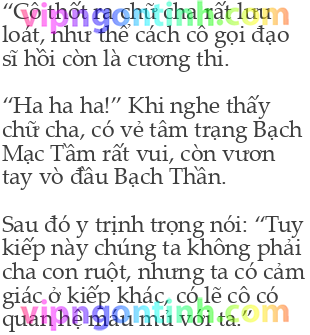 “Cô thốt ra chữ cha rất lưu
loát, như thể cách cô gọi đạo
sĩ hồi còn là cương thi.
“Ha ha ha!” Khi nghe thấy
chữ cha, có vẻ tâm trạng Bạch
Mạc Tầm rất vui, còn vươn
tay vò đầu Bạch Thần.
Sau đó y trịnh trọng nói: “Tuy
kiếp này chúng ta không phải
cha con ruột, nhưng ta có cảm
giác ở kiếp khác, có lẽ cô có
quan hệ máu mủ với ta.”
vipngontinh.com
vipngontinh.com